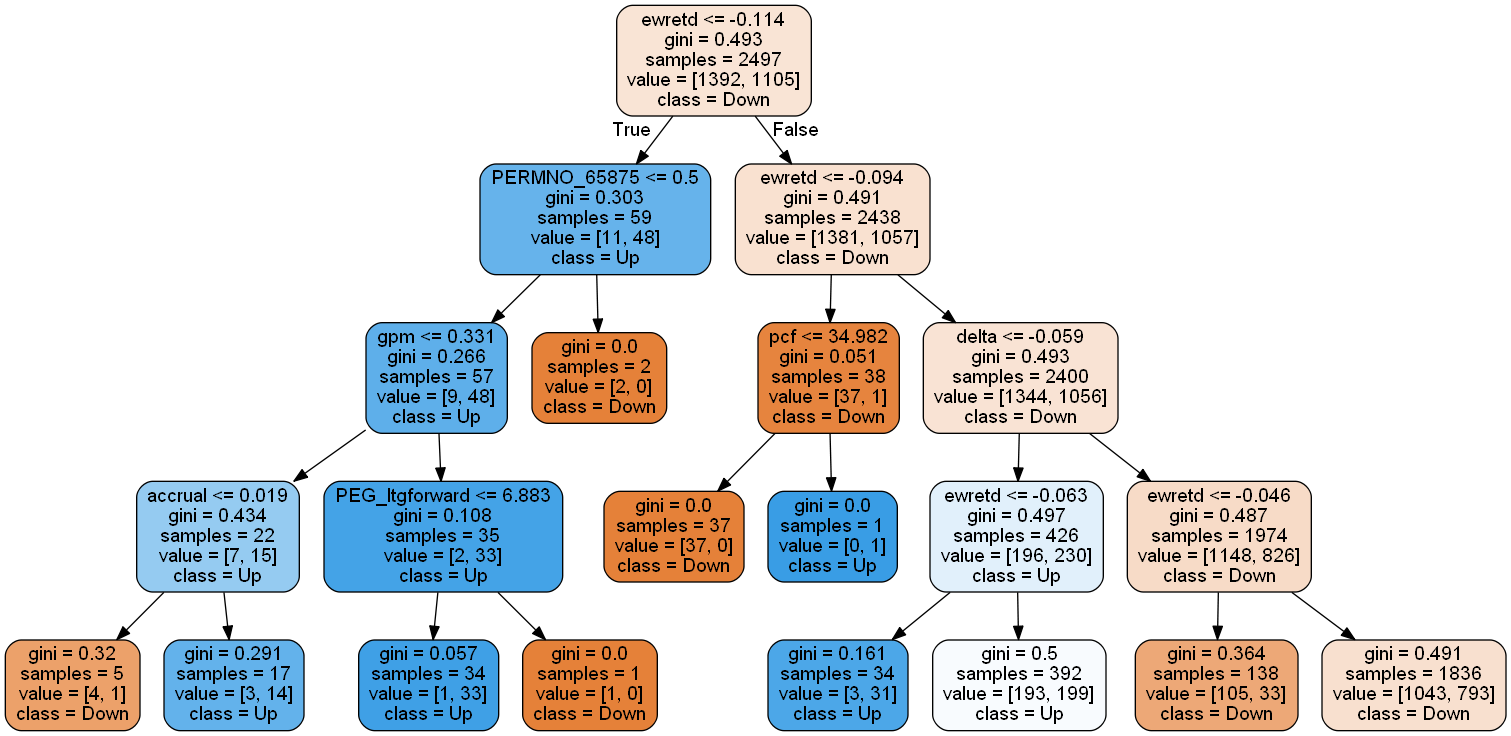 ewretd <= -0.114
gini = 0.493
samples = 2497
value = [1392, 1105]
class = Down
True
False
PERMNO_65875 <= 0.5
gini = 0.303
samples = 59
value = [11, 48]
class = Up
ewretd <= -0.094
gini = 0.491
samples = 2438
value = [1381, 1057]
class = Down
gpm <= 0.331
gini = 0.266
samples = 57
value = [9, 48]
class = Up
gini = 0.0
samples = 2
value = [2, 0]
class = Down
pcf <= 34.982
gini = 0.051
samples = 38
value = [37, 1]
class = Down
delta <= -0.059
gini = 0.493
samples = 2400
value = [1344, 1056]
class = Down
accrual <= 0.019
gini = 0.434
samples = 22
value = [7, 15]
class = Up
PEG_ltgforward <= 6.883
gini = 0.108
samples = 35
value = [2, 33]
class = Up
gini = 0.0
samples = 37
value = [37, 0]
class = Down
gini = 0.0
samples = 1
value = [0, 1]
class = Up
ewretd <= -0.063
gini = 0.497
samples = 426
value = [196, 230]
class = Up
ewretd <= -0.046
gini = 0.487
samples = 1974
value = [1148, 826]
class = Down
gini = 0.32
samples = 5
value = [4, 1]
class = Down
gini = 0.291
samples = 17
value = [3, 14]
class = Up
gini = 0.057
samples = 34
value = [1, 33]
class = Up
gini = 0.0
samples = 1
value = [1, 0]
class = Down
gini = 0.161
samples = 34
value = [3, 31]
class = Up
gini = 0.5
samples = 392
value = [193, 199]
class = Up
gini = 0.364
samples = 138
value = [105, 33]
class = Down
gini = 0.491
samples = 1836
value = [1043, 793]
class = Down